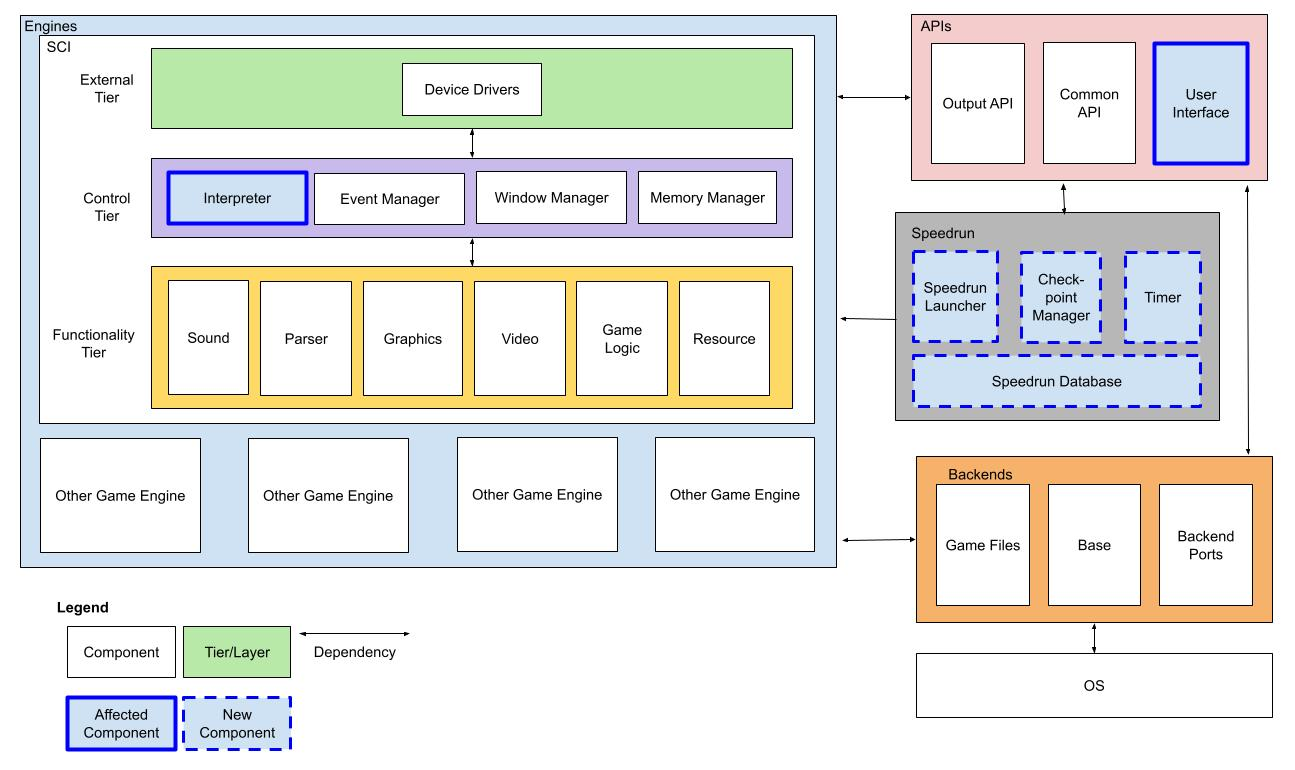 Engines
SCI
External
Tier
Device Drivers
Control
Tier
Interpreter
Event Manager
Window Manager
Memory Manager
Functionality
Tier
Sound
Parser
Graphics
Video
Game
Logic
Resource
Other Game Engine
Other Game Engine
Other Game Engine
Other Game Engine
APIs
Output API
Common
API
User
Interface
Speedrun
Speedrun
Launcher
Check-
point
Manager
Timer
Speedrun Database
Backends
Game Files
Base
Backend
Ports
OS
Legend
Component
Tier/Layer
Dependency
Affected
Component
New
Component